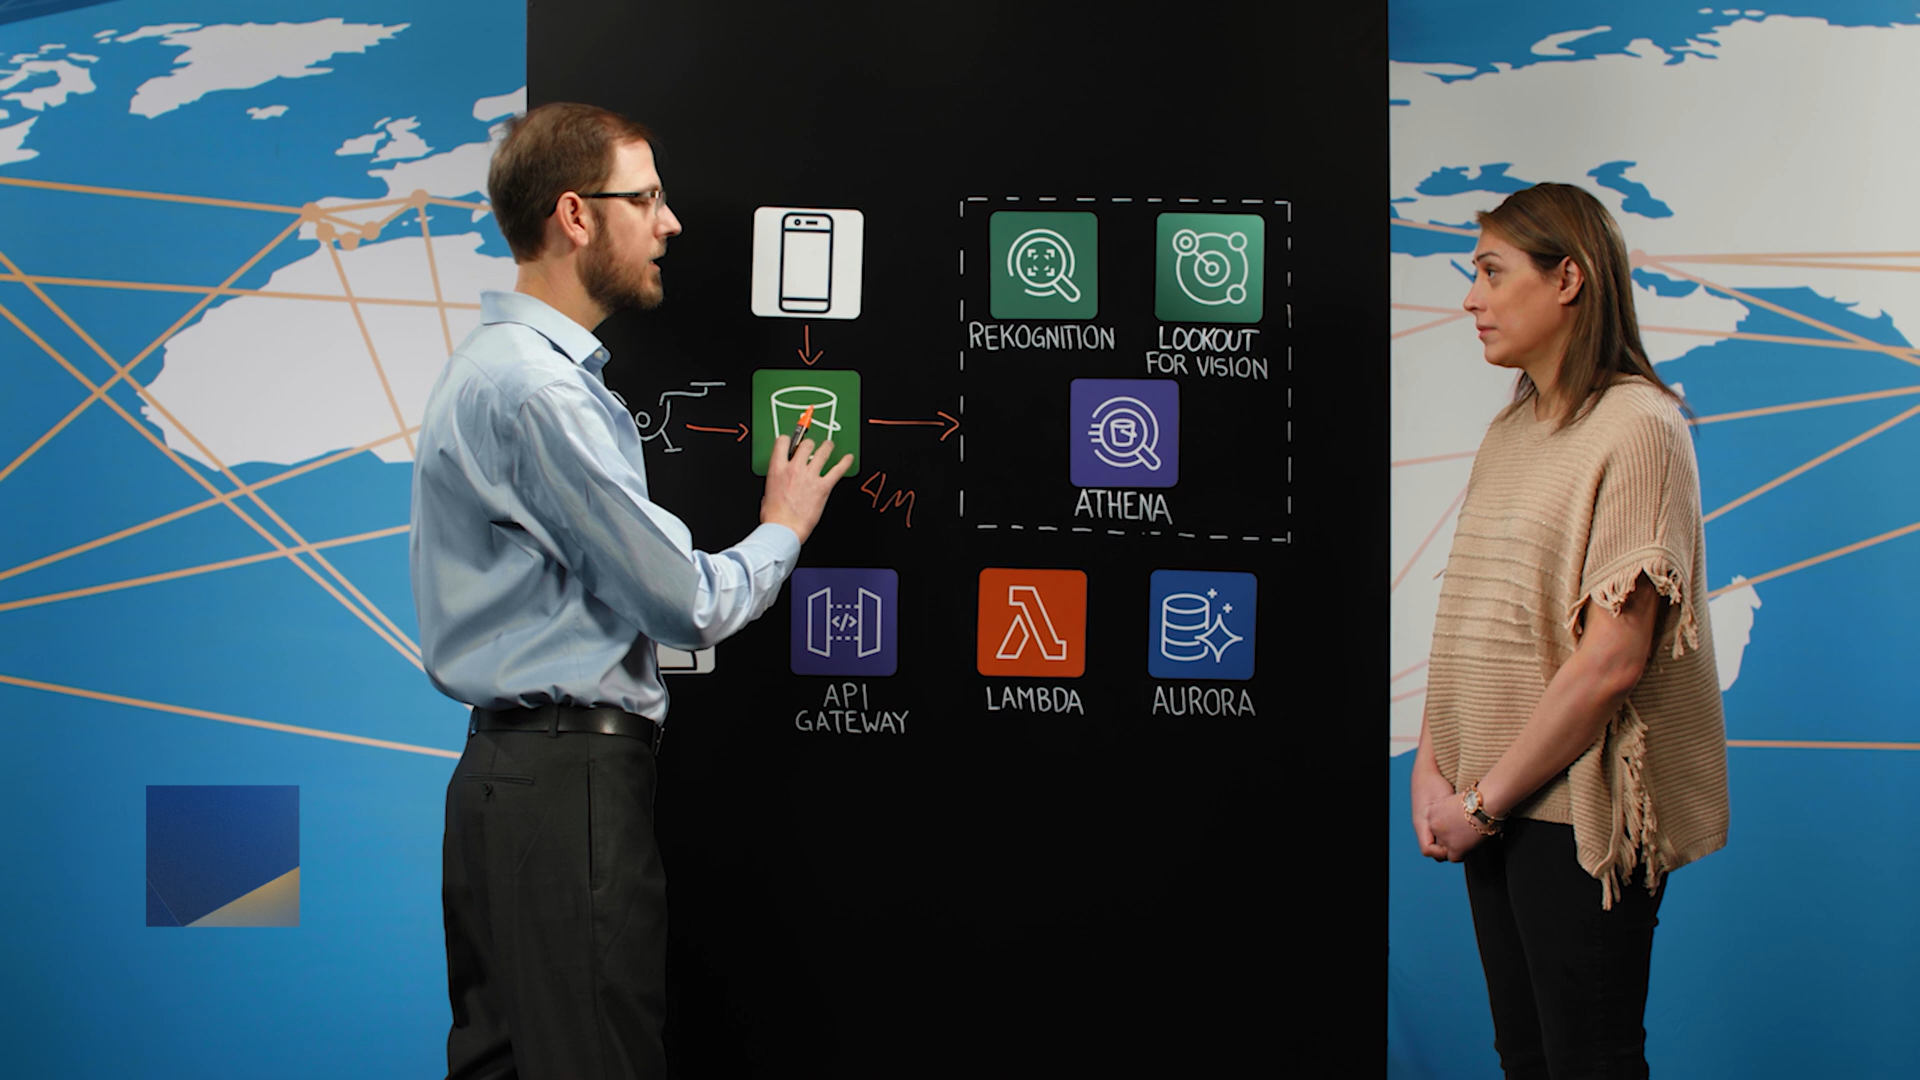 REKOGNITION
LOOKOUT
FOR VISION
ATHENA
4M
</>
API
GATEWAY
LAMBDA
AURORA